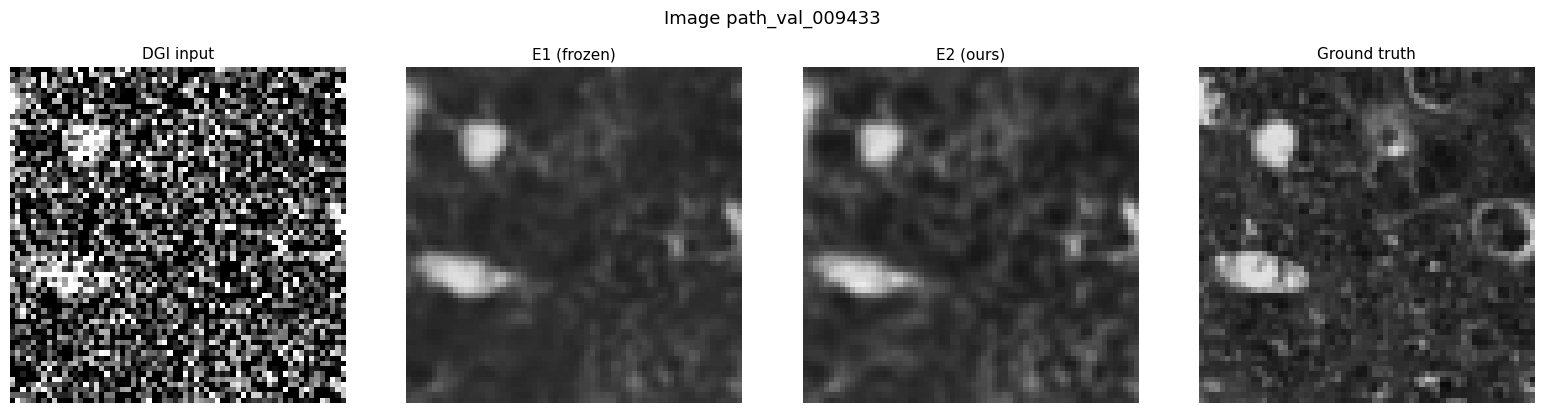 Image path_val_009433
DGI input
E1 (frozen)
E2 (ours)
Ground truth